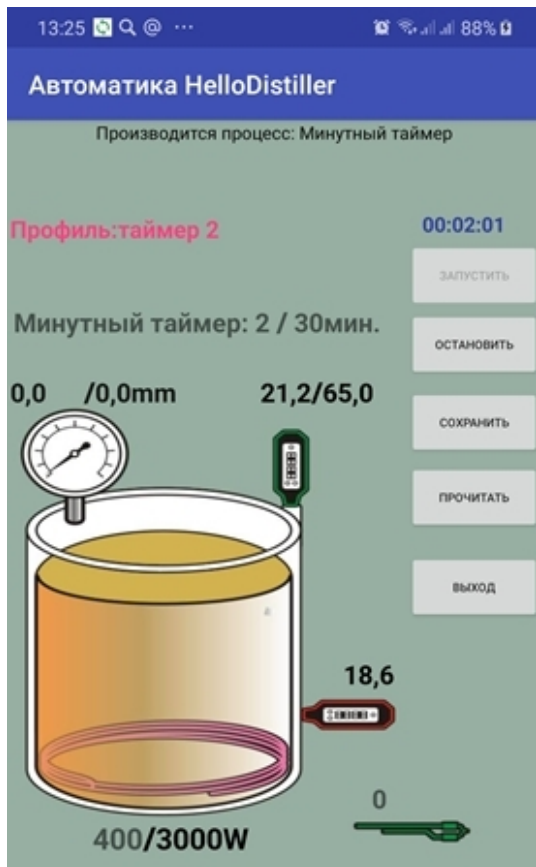 13:25 @ ... 88%
Автоматика HelloDistiller
Производится процесс: Минутный таймер
Профиль:таймер 2
00:02:01
ЗАПУСТИТЬ
Минутный таймер: 2 / 30мин.
ОСТАНОВИТЬ
0,0 /0,0mm 21,2/65,0
СОХРАНИТЬ
ПРОЧИТАТЬ
ВЫХОД
18,6
0
400/3000W